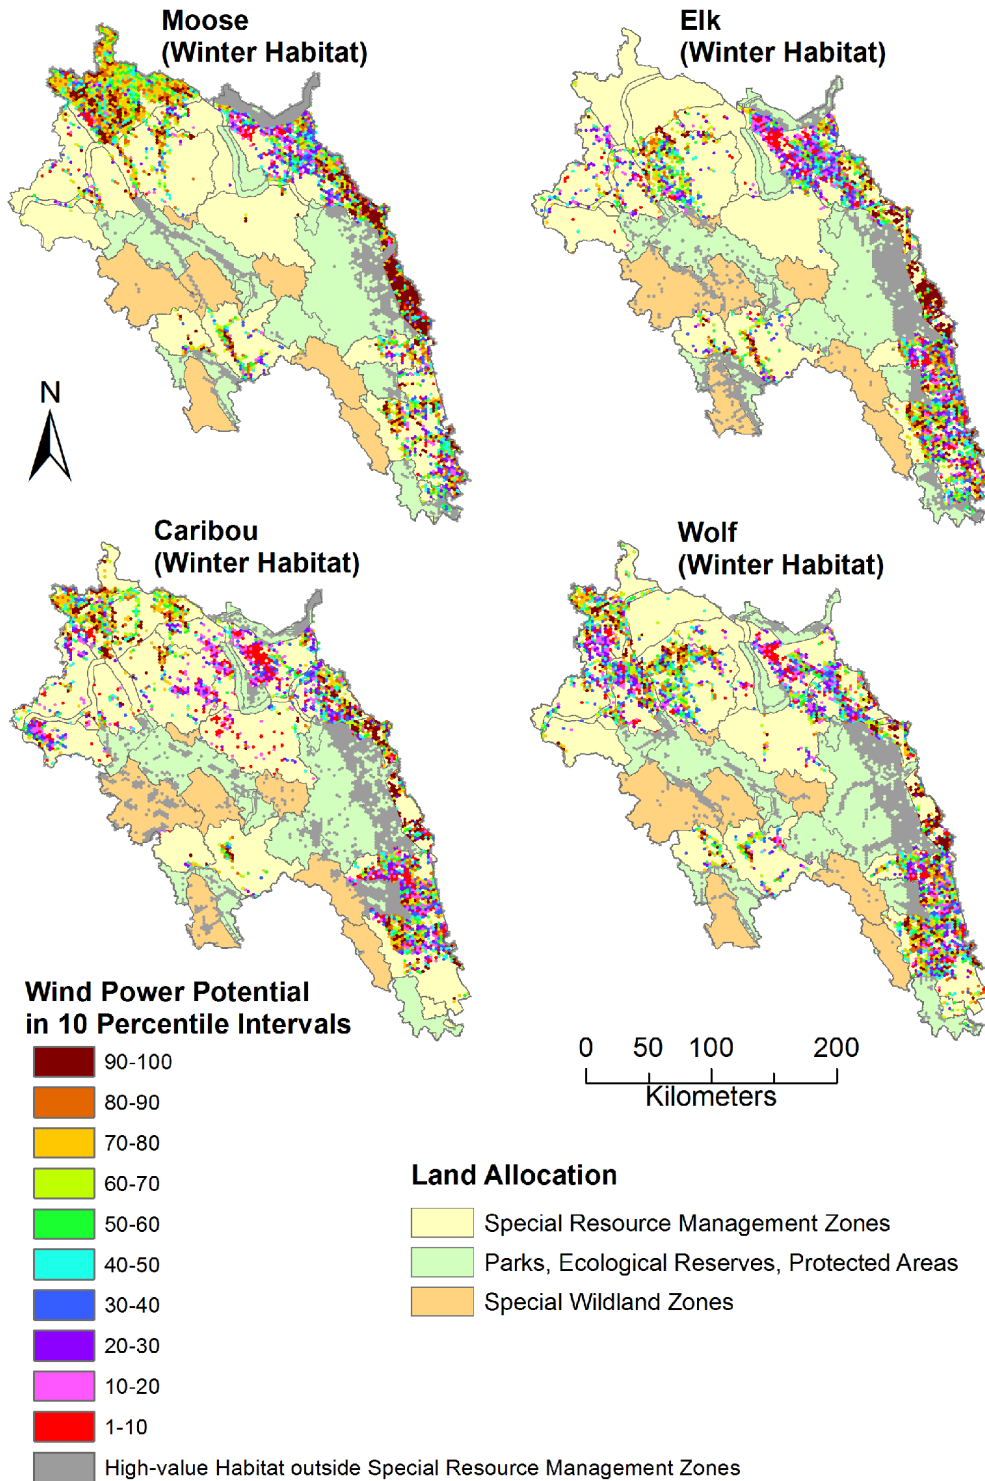 Moose
(Winter Habitat)
Elk
(Winter Habitat)
N
Caribou
(Winter Habitat)
Wolf
(Winter Habitat)
Wind Power Potential
in 10 Percentile Intervals
90-100
80-90
70-80
60-70
50-60
40-50
30-40
20-30
10-20
1-10
High-value Habitat outside Special Resource Management Zones
0 50 100 200
Kilometers
Land Allocation
Special Resource Management Zones
Parks, Ecological Reserves, Protected Areas
Special Wildland Zones